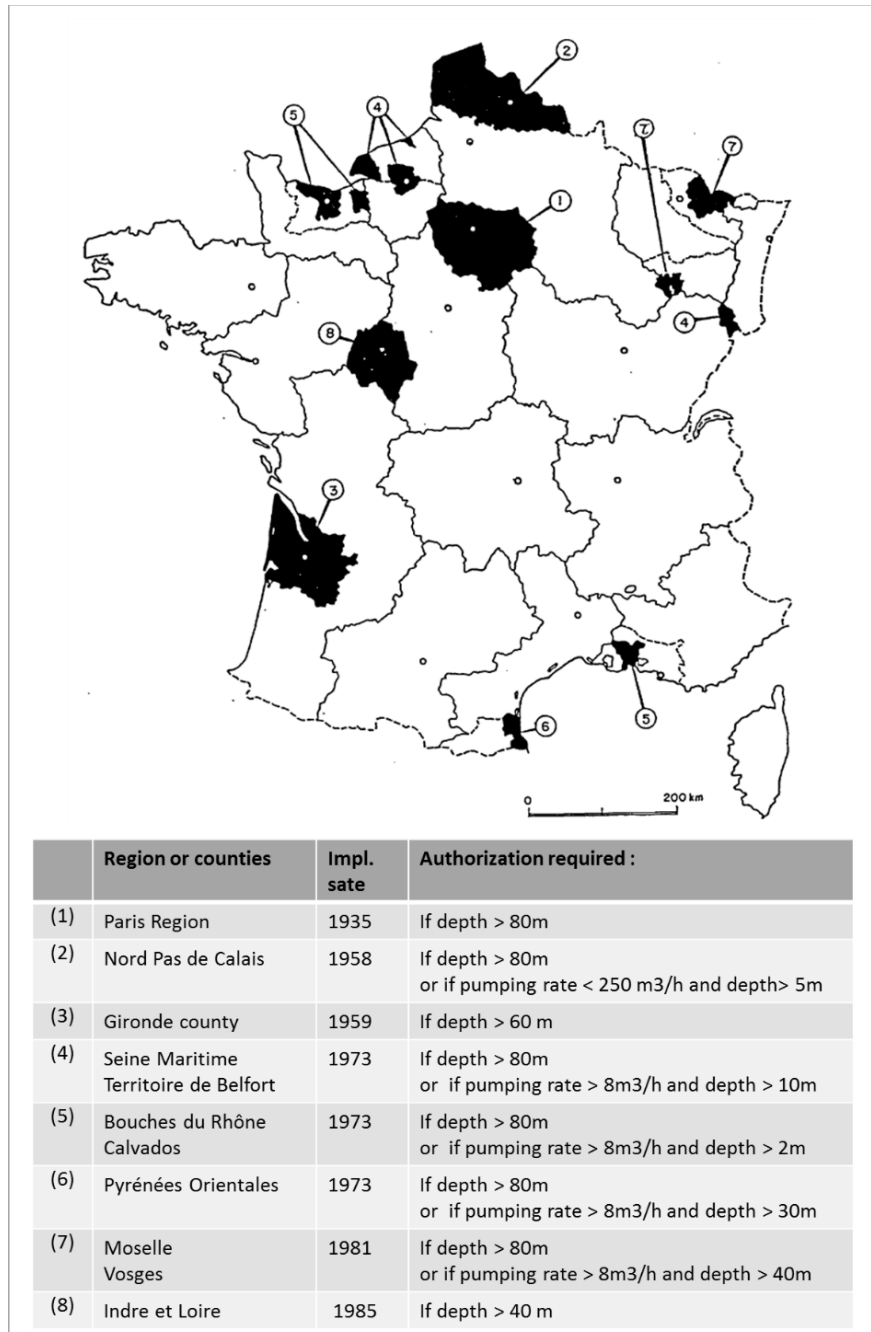 2
5
4
7
7
1
4
8
3
5
6
0
200 km
Region or counties
Impl.
sate
Authorization required :
(1)
Paris Region
1935
If depth > 80m
(2)
Nord Pas de Calais
1958
If depth > 80m
or if pumping rate < 250 m3/h and depth> 5m
(3)
Gironde county
1959
If depth > 60 m
(4)
Seine Maritime
Territoire de Belfort
1973
If depth > 80m
or if pumping rate > 8m3/h and depth > 10m
(5)
Bouches du Rhône
Calvados
1973
If depth > 80m
or if pumping rate > 8m3/h and depth > 2m
(6)
Pyrénées Orientales
1973
If depth > 80m
or if pumping rate > 8m3/h and depth > 30m
(7)
Moselle
Vosges
1981
If depth > 80m
or if pumping rate > 8m3/h and depth > 40m
(8)
Indre et Loire
1985
If depth > 40 m